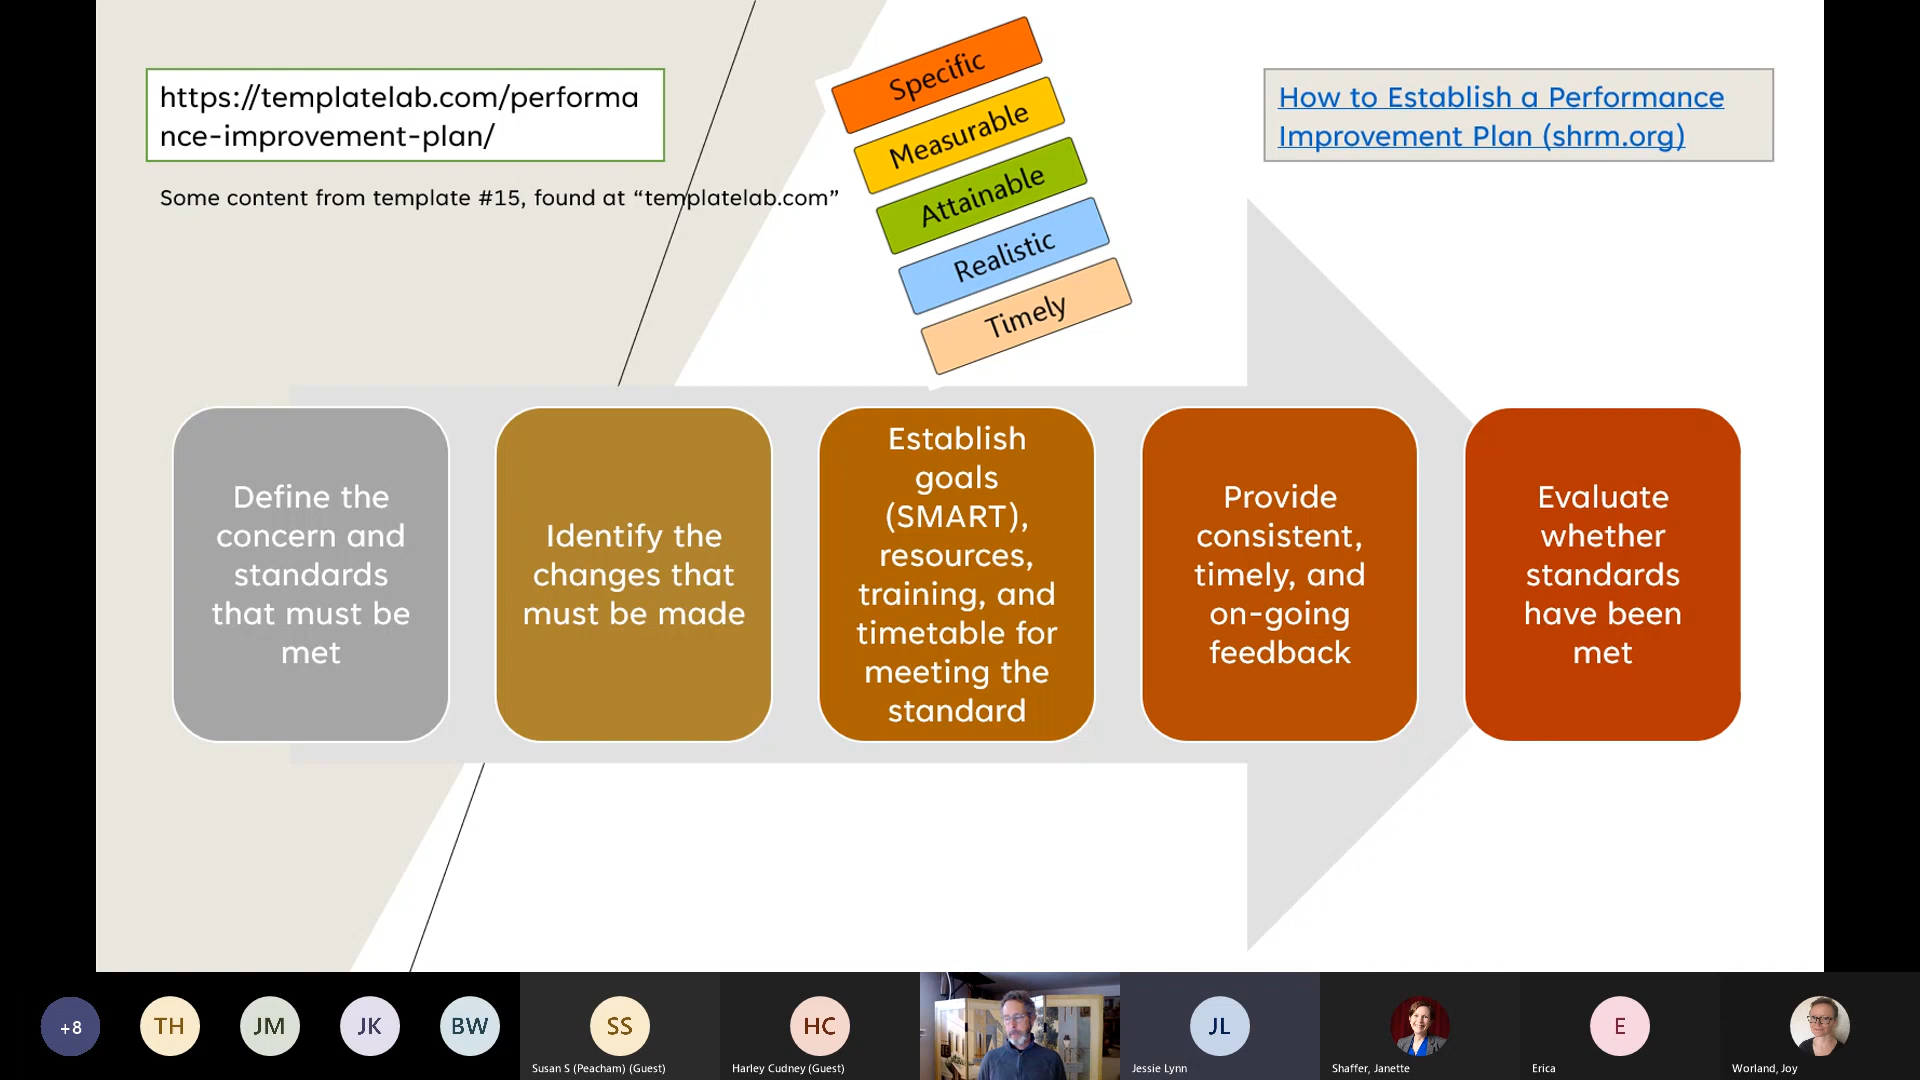 https://templatelab.com/performa
nce-improvement-plan/
Some content from template #15, found at “templatelab.com”
Specific
Measurable
Attainable
Realistic
Timely
How to Establish a Performance
Improvement Plan (shrm.org)
Define the
concern and
standards
that must be
met
Identify the
changes that
must be made
Establish
goals
(SMART),
resources,
training, and
timetable for
meeting the
standard
Provide
consistent,
timely, and
on-going
feedback
Evaluate
whether
standards
have been
met
+8
TH
JM
JK
BW
SS
Susan S (Peacham) (Guest)
HC
Harley Cudney (Guest)
JL
Jessie Lynn
Shaffer, Janette
E
Erica
Worland, Joy